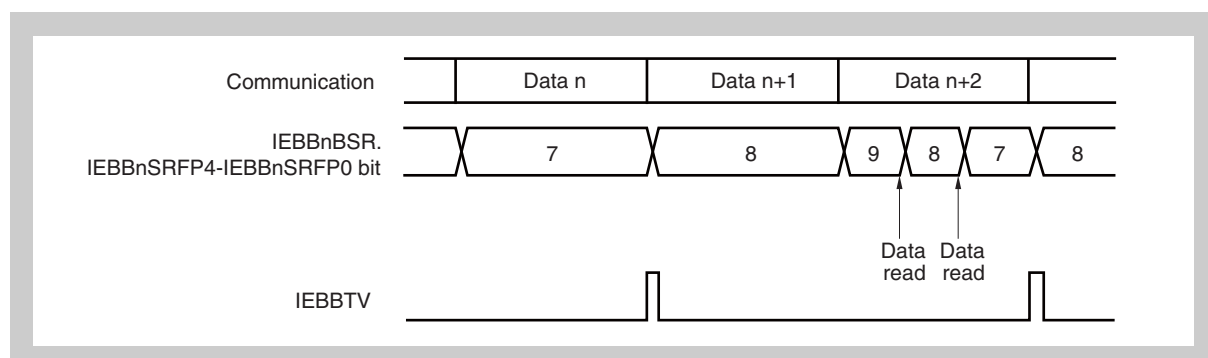 Communication
Data n
Data n+1
Data n+2
IEBBnBSR.
IEBBnSRFP4-IEBBnSRFP0 bit
7
8
9
8
7
8
Data
read
Data
read
IEBBTV